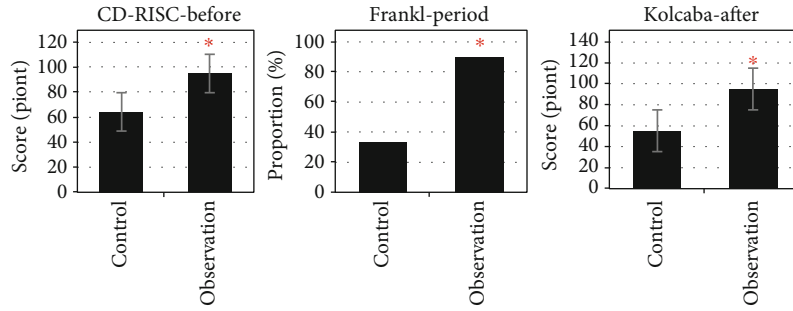 CD-RISC-before
Score (piont)
120
100
80
60
40
20
0
*
Control
Observation
Frankl-period
Proportion (%)
100
80
60
40
20
0
*
Control
Observation
Kolcaba-after
Score (piont)
140
120
100
80
60
40
20
0
*
Control
Observation